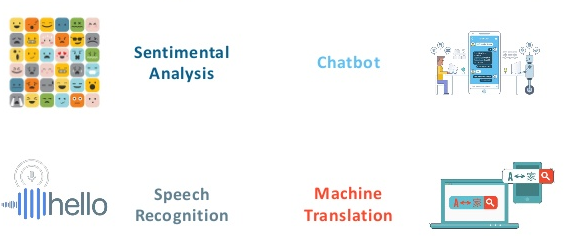 Sentimental
Analysis
Chatbot
hello
Speech
Recognition
Machine
Translation
A
A